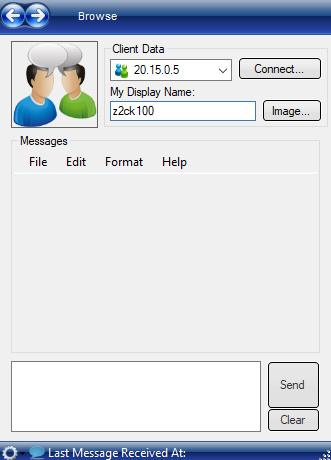 Browse
Client Data
20.15.0.5
Connect...
My Display Name:
z2ck100
Image...
Messages
File Edit Format Help
Send
Clear
Last Message Received At: